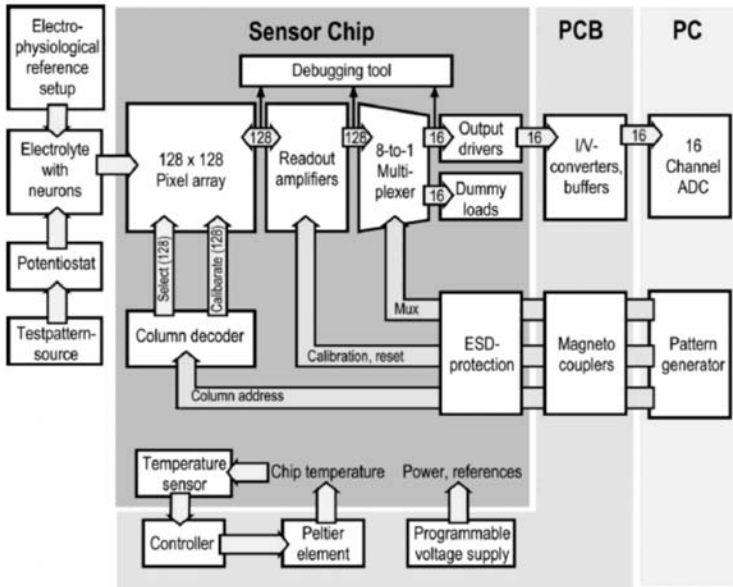 Electro-
physiological
reference
setup
Sensor Chip
PCB
PC
Debugging tool
Electrolyte
with
neurons
128 x 128
Pixel array
128
Readout
amplifiers
128
8-to-1
Multi-
plexer
16
Output
drivers
16
I/V-
converters,
buffers
16
16
Channel
ADC
16
Dummy
loads
Potentiostat
Select (128)
Calibarate (128)
Testpattern-
source
Column decoder
Mux
Calibration, reset
Column address
ESD-
protection
Magneto
couplers
Pattern
generator
Temperature
sensor
Chip temperature
Power, references
Controller
Peltier
element
Programmable
voltage supply